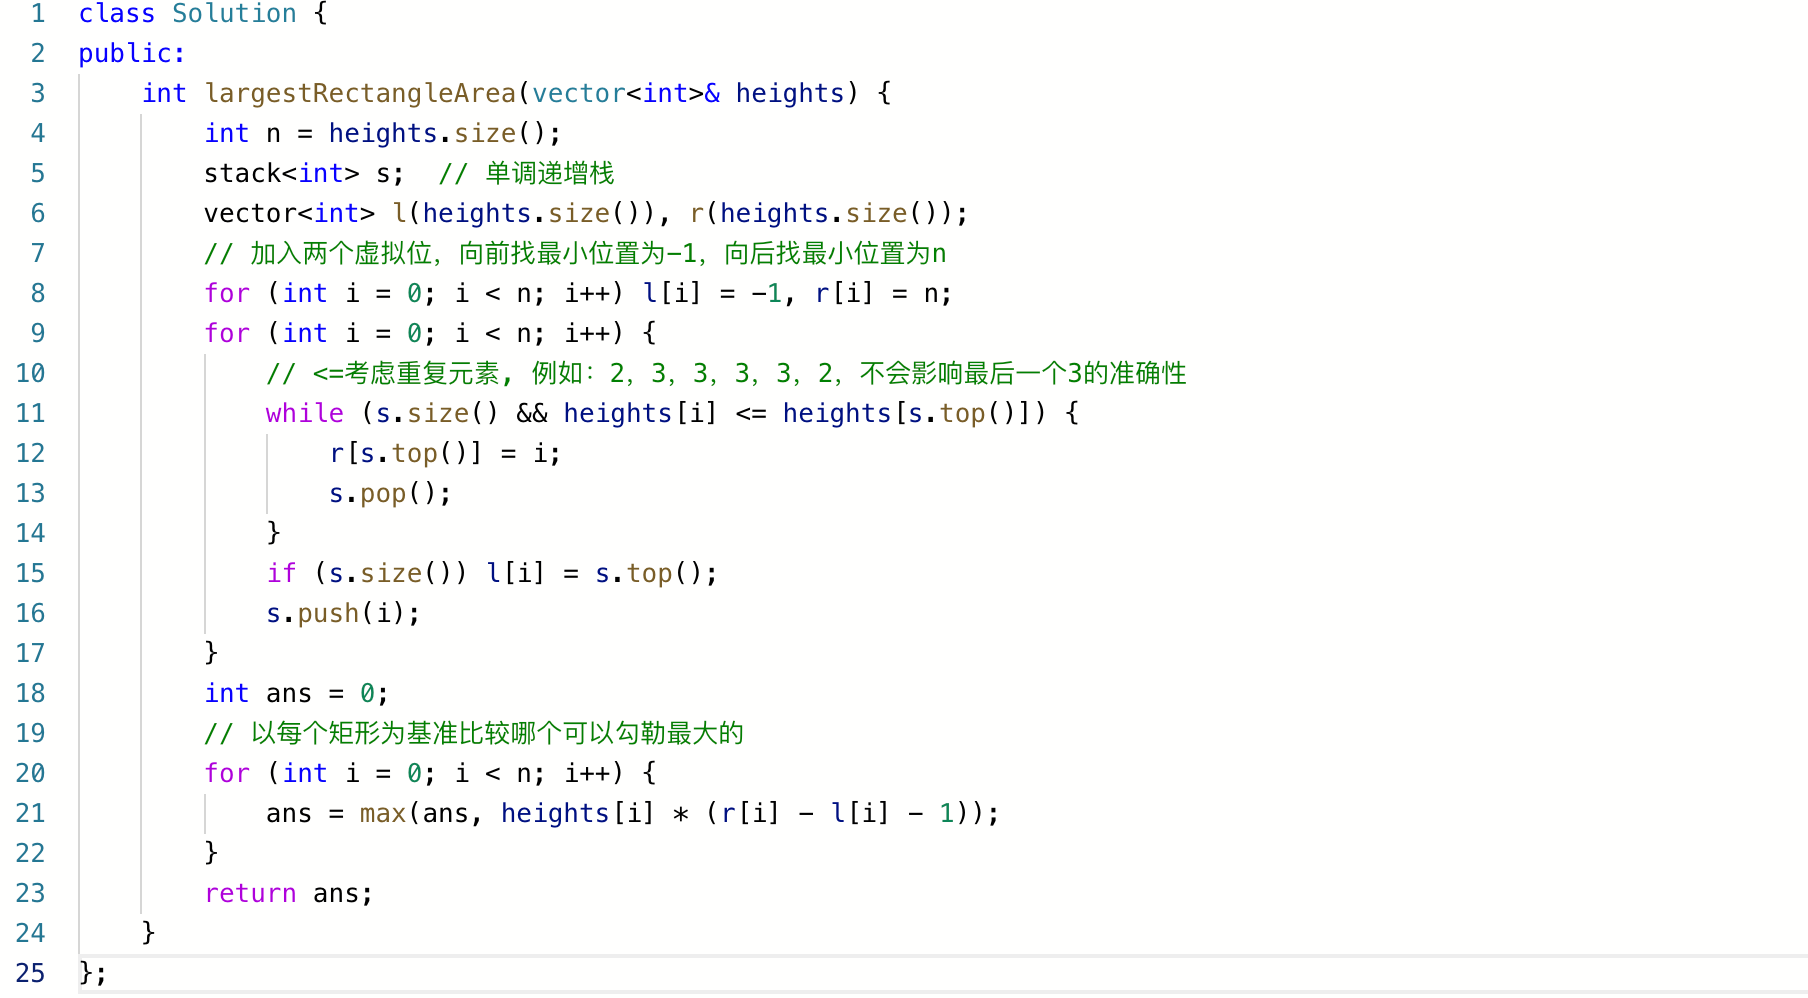 1 class Solution {
2 public:
3     int largestRectangleArea(vector<int>& heights) {
4         int n = heights.size();
5         stack<int> s;  // 单调递增栈
6         vector<int> l(heights.size()), r(heights.size());
7         // 加入两个虚拟位，向前找最小位置为-1，向后找最小位置为n
8         for (int i = 0; i < n; i++) l[i] = -1, r[i] = n;
9         for (int i = 0; i < n; i++) {
10             // <=考虑重复元素, 例如：2，3，3，3，3，2，不会影响最后一个3的准确性
11             while (s.size() && heights[i] <= heights[s.top()]) {
12                 r[s.top()] = i;
13                 s.pop();
14             }
15             if (s.size()) l[i] = s.top();
16             s.push(i);
17         }
18         int ans = 0;
19         // 以每个矩形为基准比较哪个可以勾勒最大的
20         for (int i = 0; i < n; i++) {
21             ans = max(ans, heights[i] * (r[i] - l[i] - 1));
22         }
23         return ans;
24     }
25 };